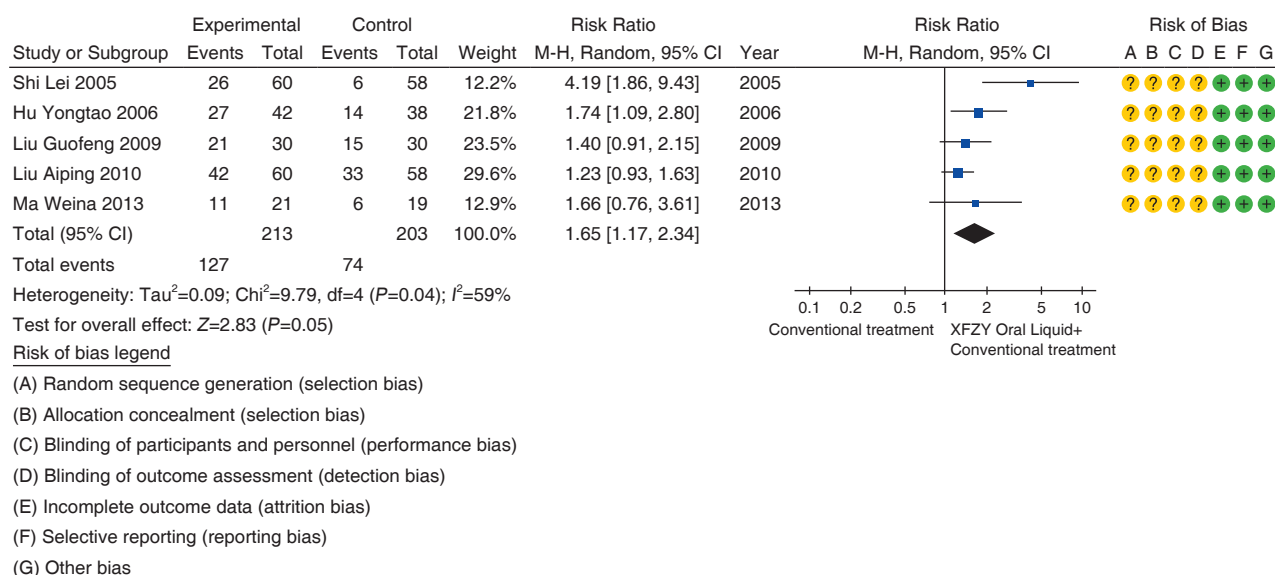 Experimental Control Risk Ratio Risk Ratio Risk of Bias
Study or Subgroup Events Total Events Total Weight M-H, Random, 95% CI Year M-H, Random, 95% CI A B C D E F G
Shi Lei 2005 26 60 6 58 12.2% 4.19 [1.86, 9.43] 2005 ? ? ? ? + + +
Hu Yongtao 2006 27 42 14 38 21.8% 1.74 [1.09, 2.80] 2006 ? ? ? ? + + +
Liu Guofeng 2009 21 30 15 30 23.5% 1.40 [0.91, 2.15] 2009 ? ? ? ? + + +
Liu Aiping 2010 42 60 33 58 29.6% 1.23 [0.93, 1.63] 2010 ? ? ? ? + + +
Ma Weina 2013 11 21 6 19 12.9% 1.66 [0.76, 3.61] 2013 ? ? ? ? + + +
Total (95% CI) 213 203 100.0% 1.65 [1.17, 2.34]
Total events 127 74
Heterogeneity: Tau²=0.09; Chi²=9.79, df=4 (P=0.04); I²=59%
Test for overall effect: Z=2.83 (P=0.05)
0.1 0.2 0.5 1 2 5 10
Conventional treatment XFZY Oral Liquid+
Conventional treatment
Risk of bias legend
(A) Random sequence generation (selection bias)
(B) Allocation concealment (selection bias)
(C) Blinding of participants and personnel (performance bias)
(D) Blinding of outcome assessment (detection bias)
(E) Incomplete outcome data (attrition bias)
(F) Selective reporting (reporting bias)
(G) Other bias